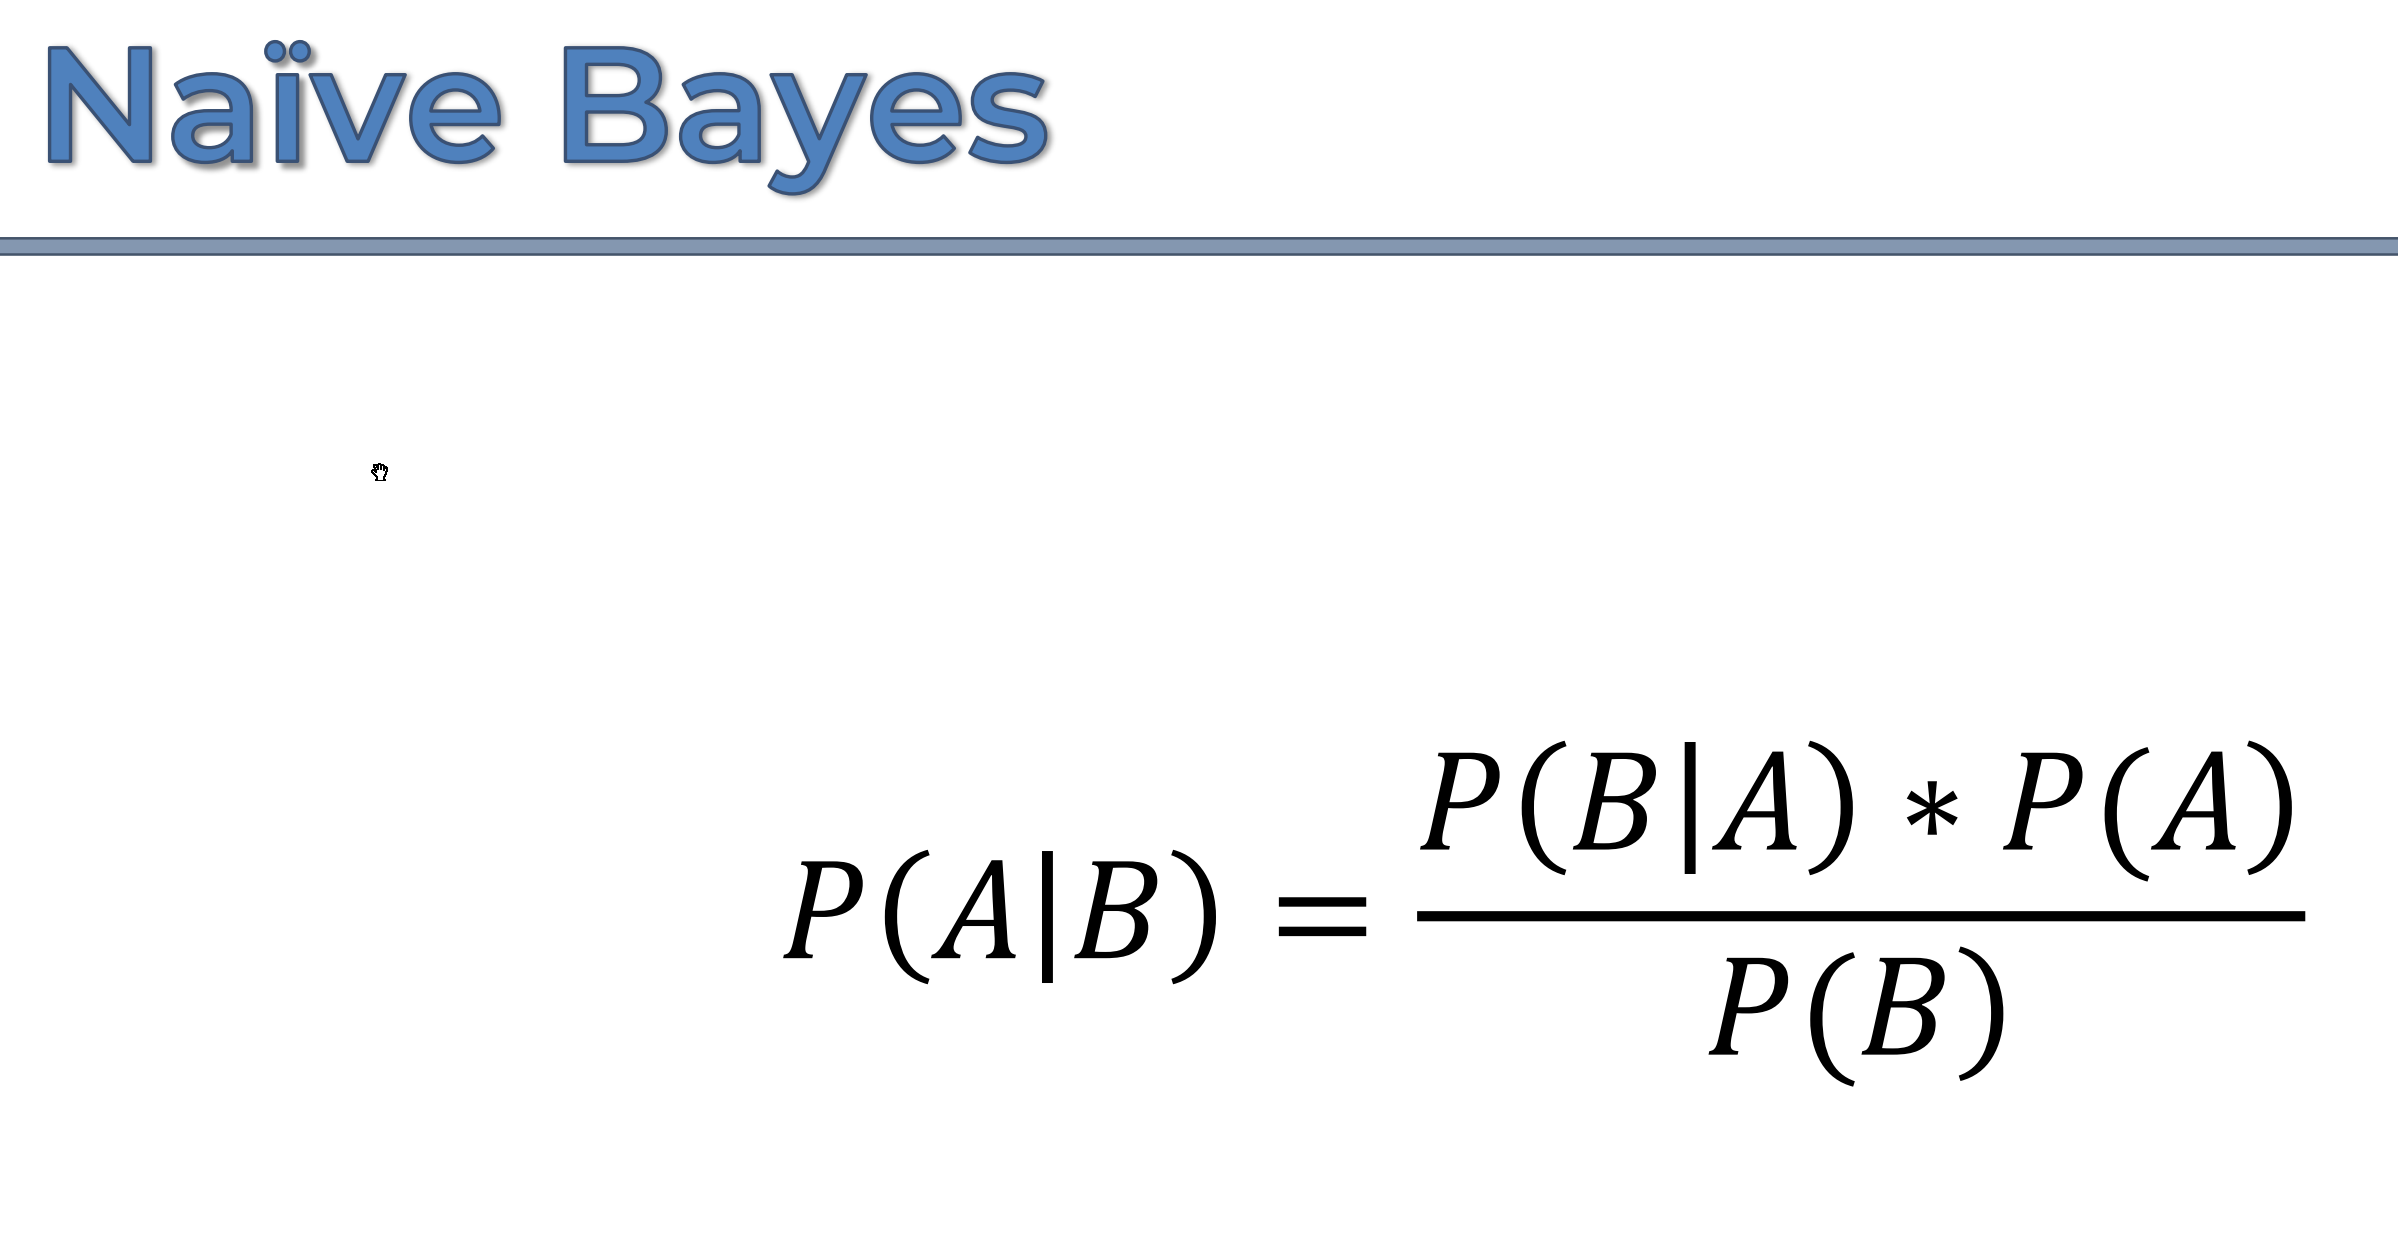 Naïve Bayes
P(A|B) = P(B|A) * P(A) / P(B)